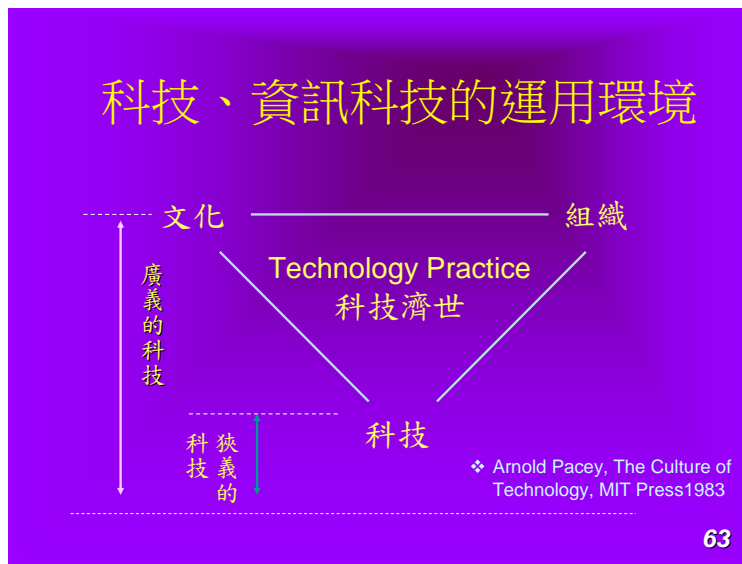 科技、資訊科技的運用環境
文化
組織
Technology Practice
科技濟世
廣義的科技
科技
狹義的
科技
❖ Arnold Pacey, The Culture of
Technology, MIT Press1983
63